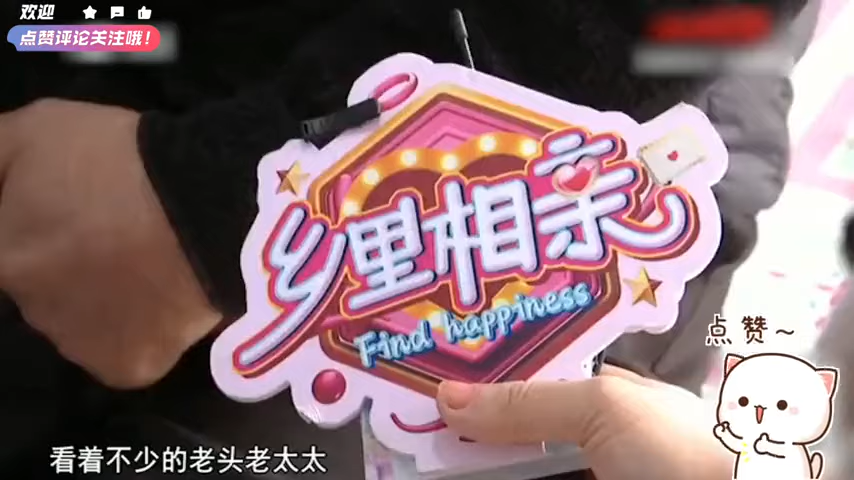 欢迎
点赞评论关注哦!
乡里相亲
Find happiness
点赞~
看着不少的老头老太太